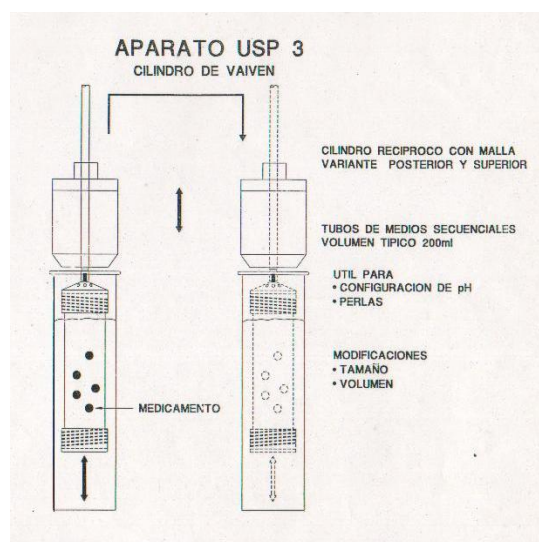 APARATO USP 3
CILINDRO DE VAIVEN
CILINDRO RECIPROCO CON MALLA
VARIANTE POSTERIOR Y SUPERIOR
TUBOS DE MEDIOS SECUENCIALES
VOLUMEN TIPICO 200ml
UTIL PARA
• CONFIGURACION DE pH
• PERLAS
MODIFICACIONES
• TAMAÑO
• VOLUMEN
MEDICAMENTO